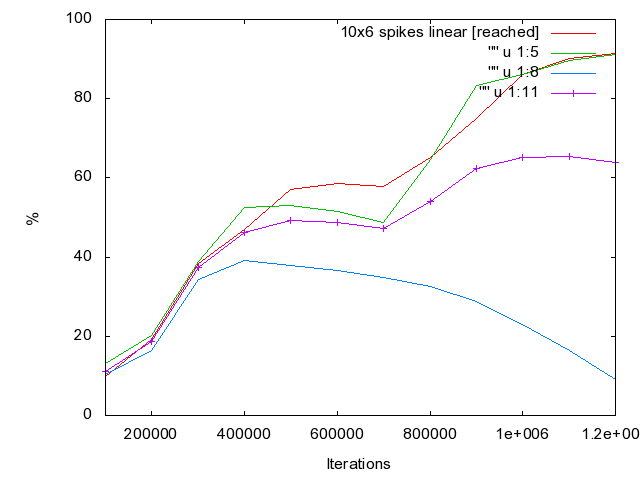 100
80
60
40
20
0
%
200000 400000 600000 800000 1e+006 1.2e+00
Iterations
10x6 spikes linear [reached]
"" u 1:5
"" u 1:8
"" u 1:11